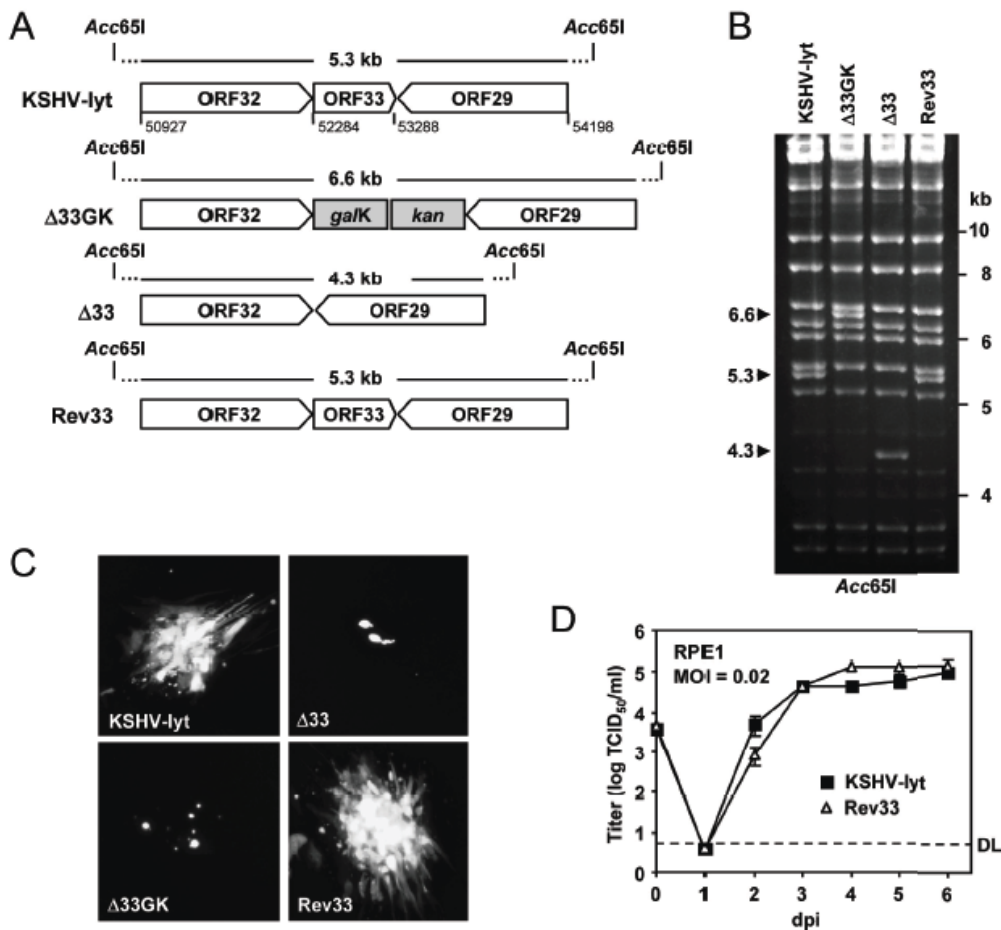 A
Acc65I Acc65I
5.3 kb
KSHV-lyt ORF32 ORF33 ORF29
50927 52284 53288 54198
Acc65I Acc65I
6.6 kb
Δ33GK ORF32 galK kan ORF29
Acc65I Acc65I
4.3 kb
Δ33 ORF32 ORF29
Acc65I Acc65I
5.3 kb
Rev33 ORF32 ORF33 ORF29
B
KSHV-lyt
Δ33GK
Δ33
Rev33
kb
10
8
6.6
6
5.3
5
4.3
4
Acc65I
C
KSHV-lyt
Δ33
Δ33GK
Rev33
D
RPE1
MOI = 0.02
Titer (log TCID50/ml)
6
5
4
3
2
1
0
KSHV-lyt
Rev33
DL
0 1 2 3 4 5 6
dpi